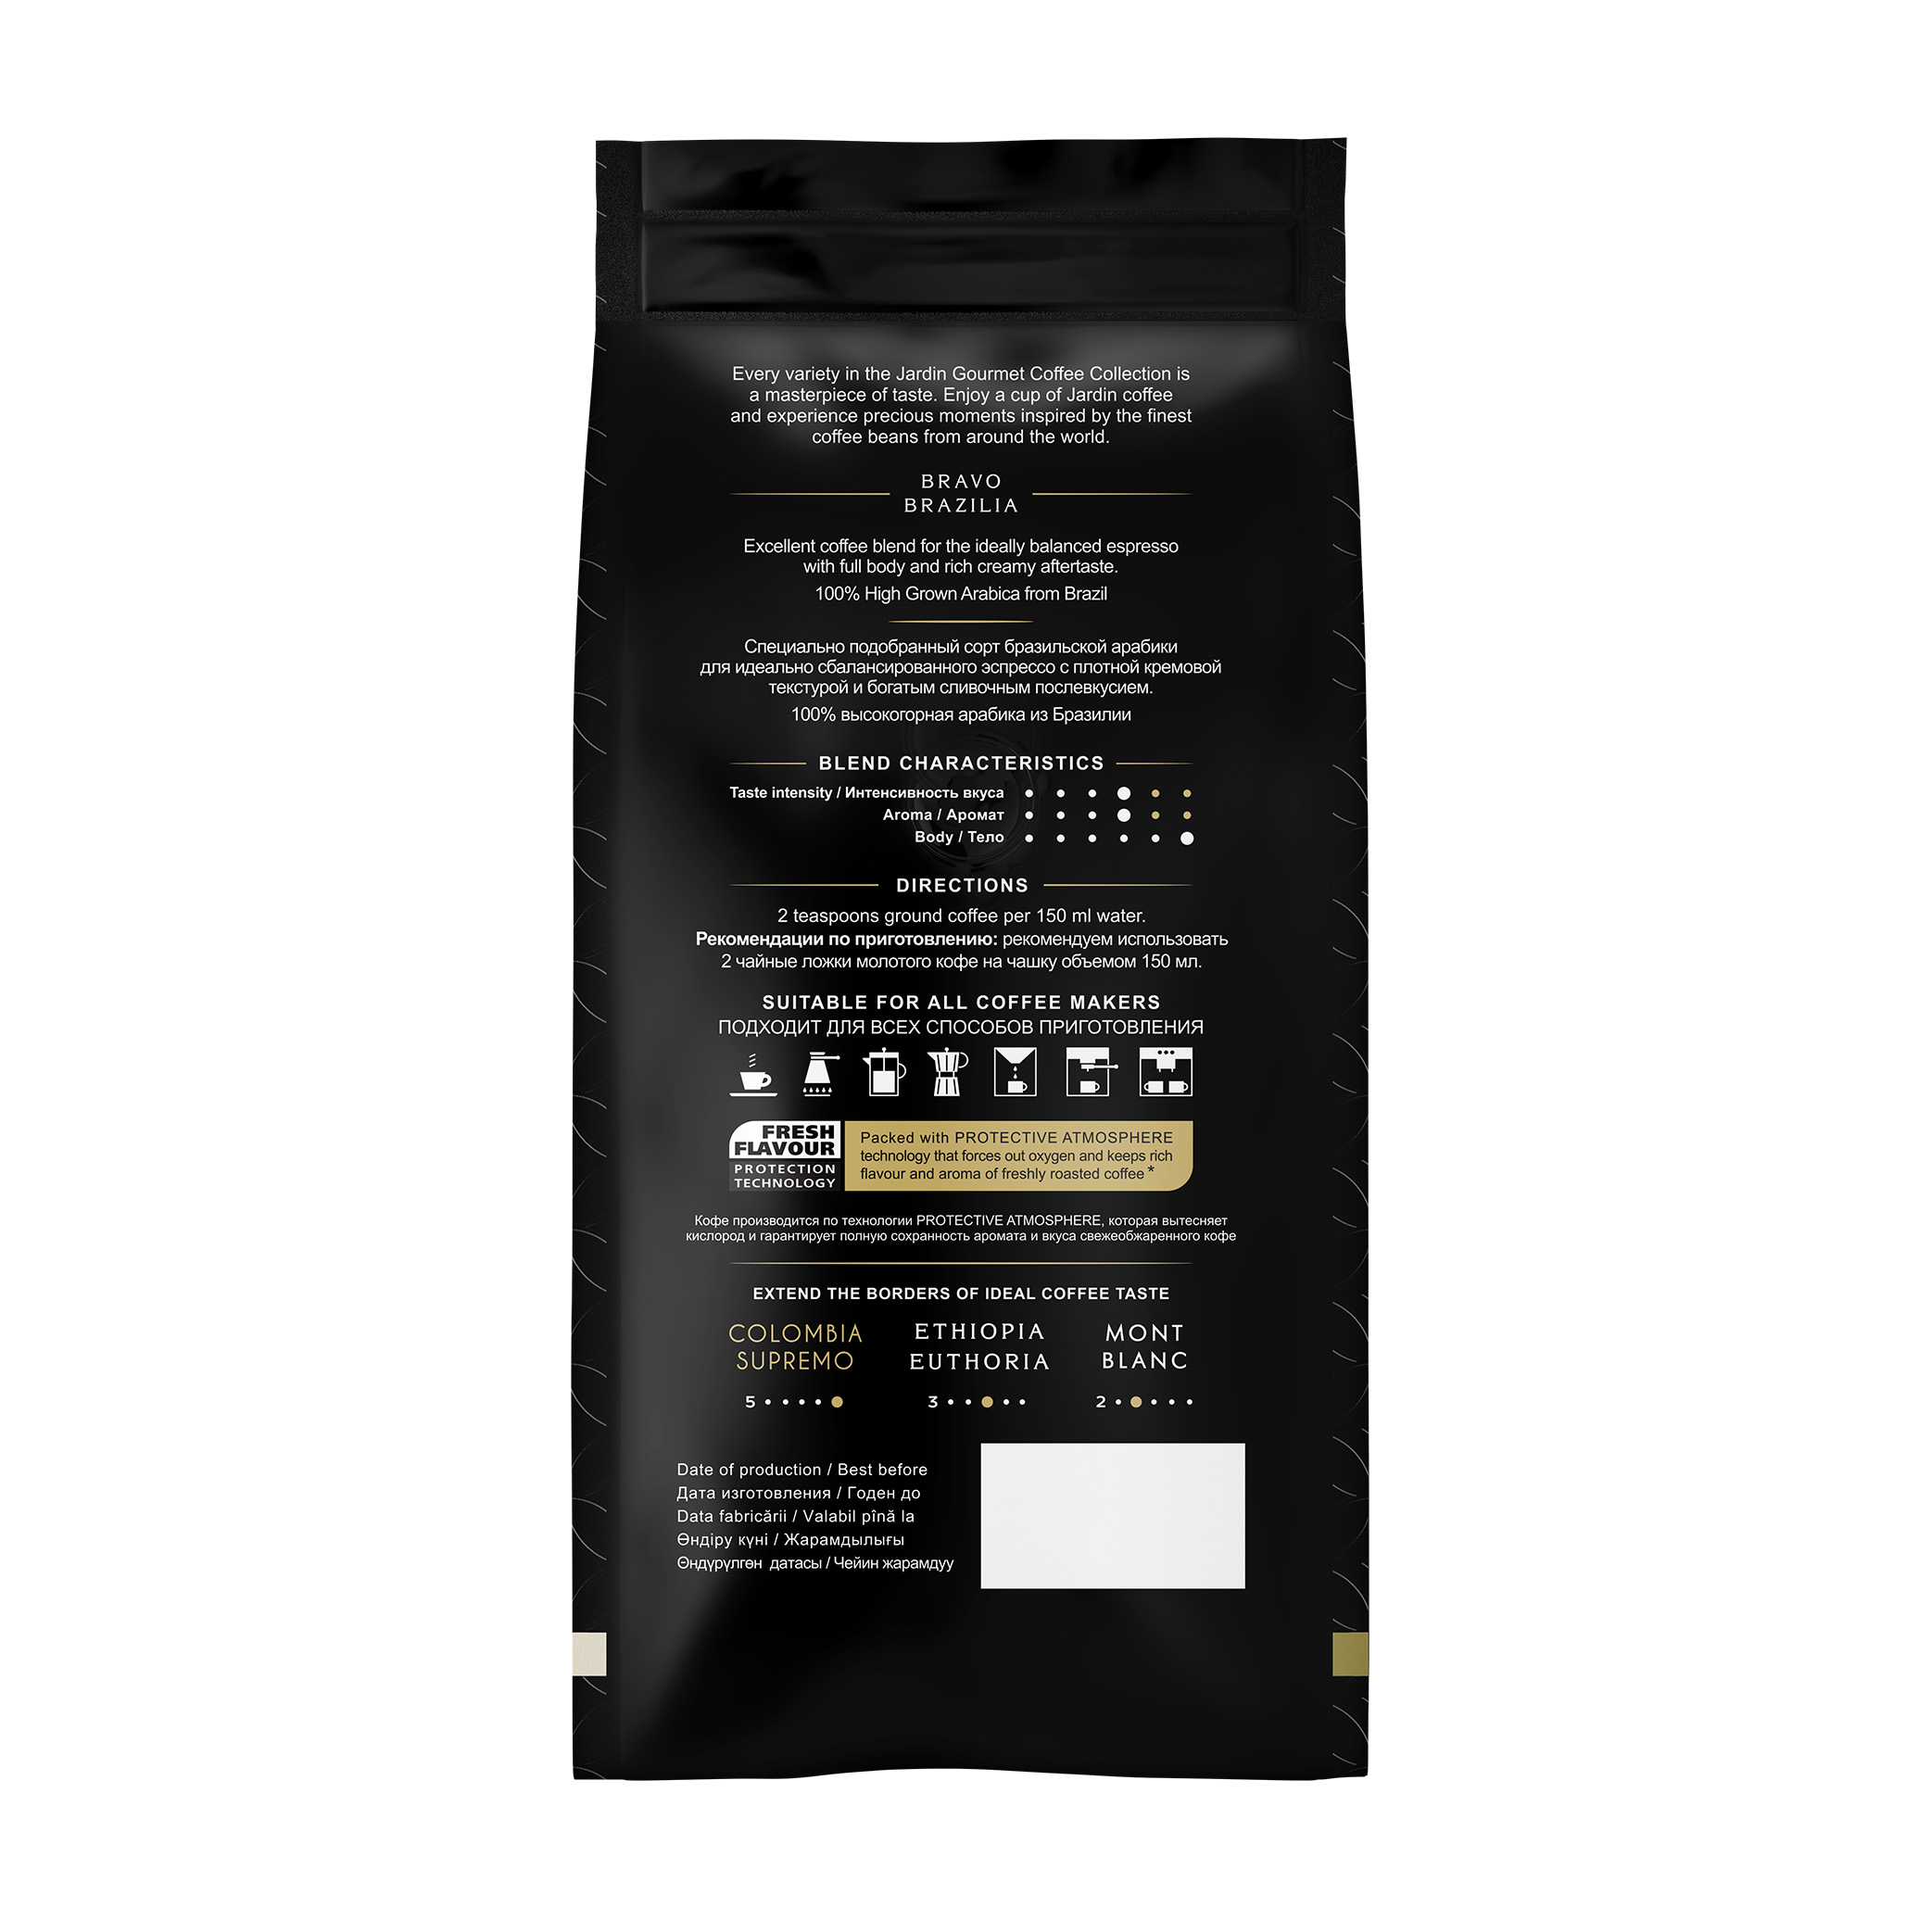 Every variety in the Jardin Gourmet Coffee Collection is
a masterpiece of taste. Enjoy a cup of Jardin coffee
and experience precious moments inspired by the finest
coffee beans from around the world.
BRAVO
BRAZILIA
Excellent coffee blend for the ideally balanced espresso
with full body and rich creamy aftertaste.
100% High Grown Arabica from Brazil
Специально подобранный сорт бразильской арабики
для идеально сбалансированного эспрессо с плотной кремовой
текстурой и богатым сливочным послевкусием.
100% высокогорная арабика из Бразилии
BLEND CHARACTERISTICS
Taste intensity / Интенсивность вкуса
Aroma / Аромат
Body / Тело
DIRECTIONS
2 teaspoons ground coffee per 150 ml water.
Рекомендации по приготовлению: рекомендуем использовать
2 чайные ложки молотого кофе на чашку объемом 150 мл.
SUITABLE FOR ALL COFFEE MAKERS
ПОДХОДИТ ДЛЯ ВСЕХ СПОСОБОВ ПРИГОТОВЛЕНИЯ
FRESH
FLAVOUR
PROTECTION
TECHNOLOGY
Packed with PROTECTIVE ATMOSPHERE
technology that forces out oxygen and keeps rich
flavour and aroma of freshly roasted coffee *
Кофе производится по технологии PROTECTIVE ATMOSPHERE, которая вытесняет
кислород и гарантирует полную сохранность аромата и вкуса свежеобжаренного кофе
EXTEND THE BORDERS OF IDEAL COFFEE TASTE
COLOMBIA
SUPREMO
5
ETHIOPIA
EUTHORIA
3
MONT
BLANC
2
Date of production / Best before
Дата изготовления / Годен до
Data fabricării / Valabil pînă la
Өндіру күні / Жарамдылығы
Өндүрүлгөн датасы / Чейин жарамдуу